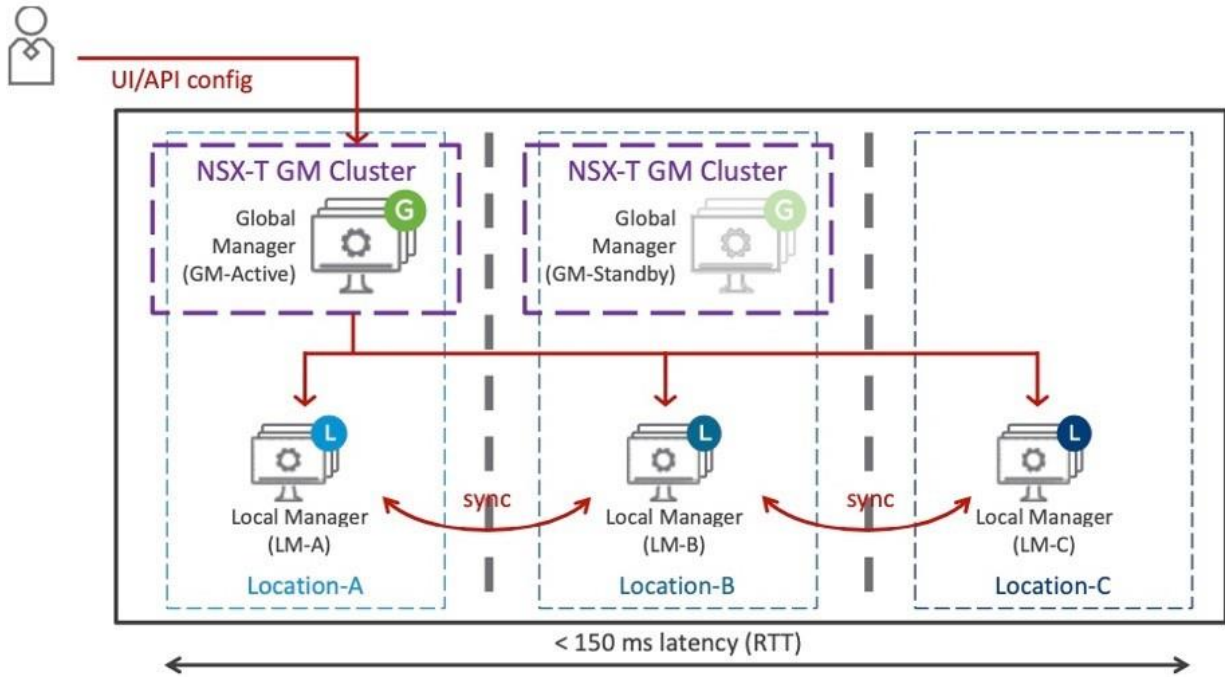 UI/API config
NSX-T GM Cluster
G
Global
Manager
(GM-Active)
NSX-T GM Cluster
G
Global
Manager
(GM-Standby)
L
Local Manager
(LM-A)
Location-A
sync
L
Local Manager
(LM-B)
Location-B
sync
L
Local Manager
(LM-C)
Location-C
< 150 ms latency (RTT)